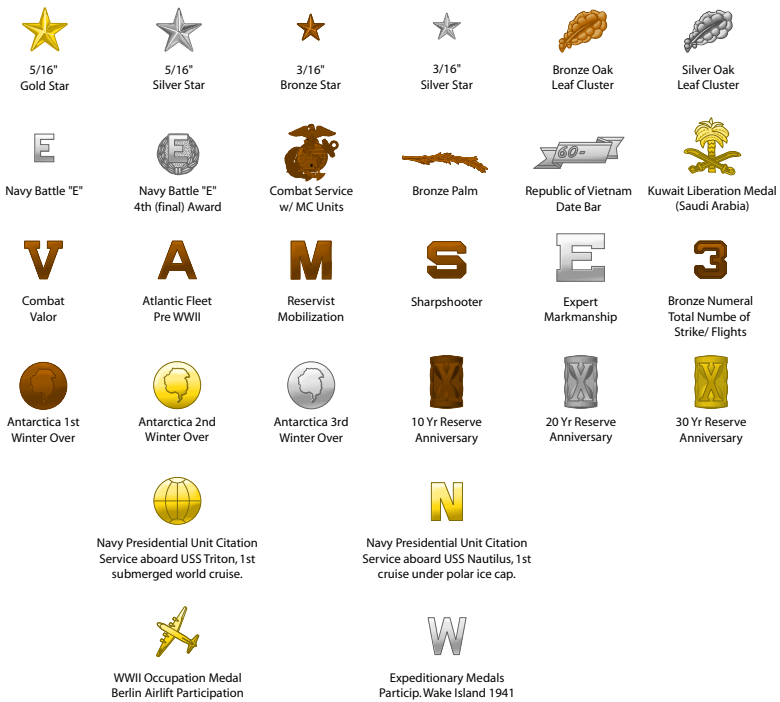 5/16"
Gold Star
5/16"
Silver Star
3/16"
Bronze Star
3/16"
Silver Star
Bronze Oak
Leaf Cluster
Silver Oak
Leaf Cluster
E
Navy Battle "E"
E
Navy Battle "E"
4th (final) Award
Combat Service
w/ MC Units
Bronze Palm
60-
Republic of Vietnam
Date Bar
Kuwait Liberation Medal
(Saudi Arabia)
V
Combat
Valor
A
Atlantic Fleet
Pre WWII
M
Reservist
Mobilization
S
Sharpshooter
E
Expert
Markmanship
3
Bronze Numeral
Total Numbe of
Strike/ Flights
Antarctica 1st
Winter Over
Antarctica 2nd
Winter Over
Antarctica 3rd
Winter Over
X
10 Yr Reserve
Anniversary
X
20 Yr Reserve
Anniversary
X
30 Yr Reserve
Anniversary
Navy Presidential Unit Citation
Service aboard USS Triton, 1st
submerged world cruise.
N
Navy Presidential Unit Citation
Service aboard USS Nautilus, 1st
cruise under polar ice cap.
WWII Occupation Medal
Berlin Airlift Participation
W
Expeditionary Medals
Particip. Wake Island 1941